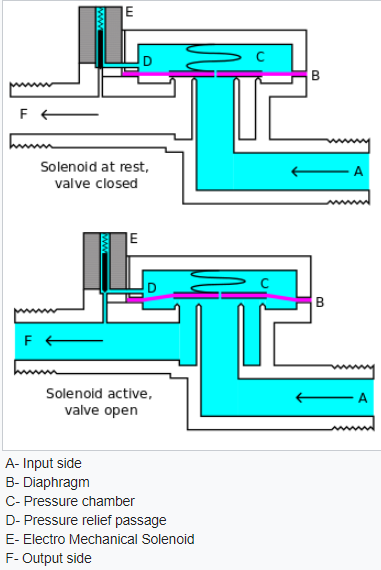 E
D
C
B
F
A
Solenoid at rest,
valve closed
E
D
C
B
F
A
Solenoid active,
valve open
A- Input side
B- Diaphragm
C- Pressure chamber
D- Pressure relief passage
E- Electro Mechanical Solenoid
F- Output side